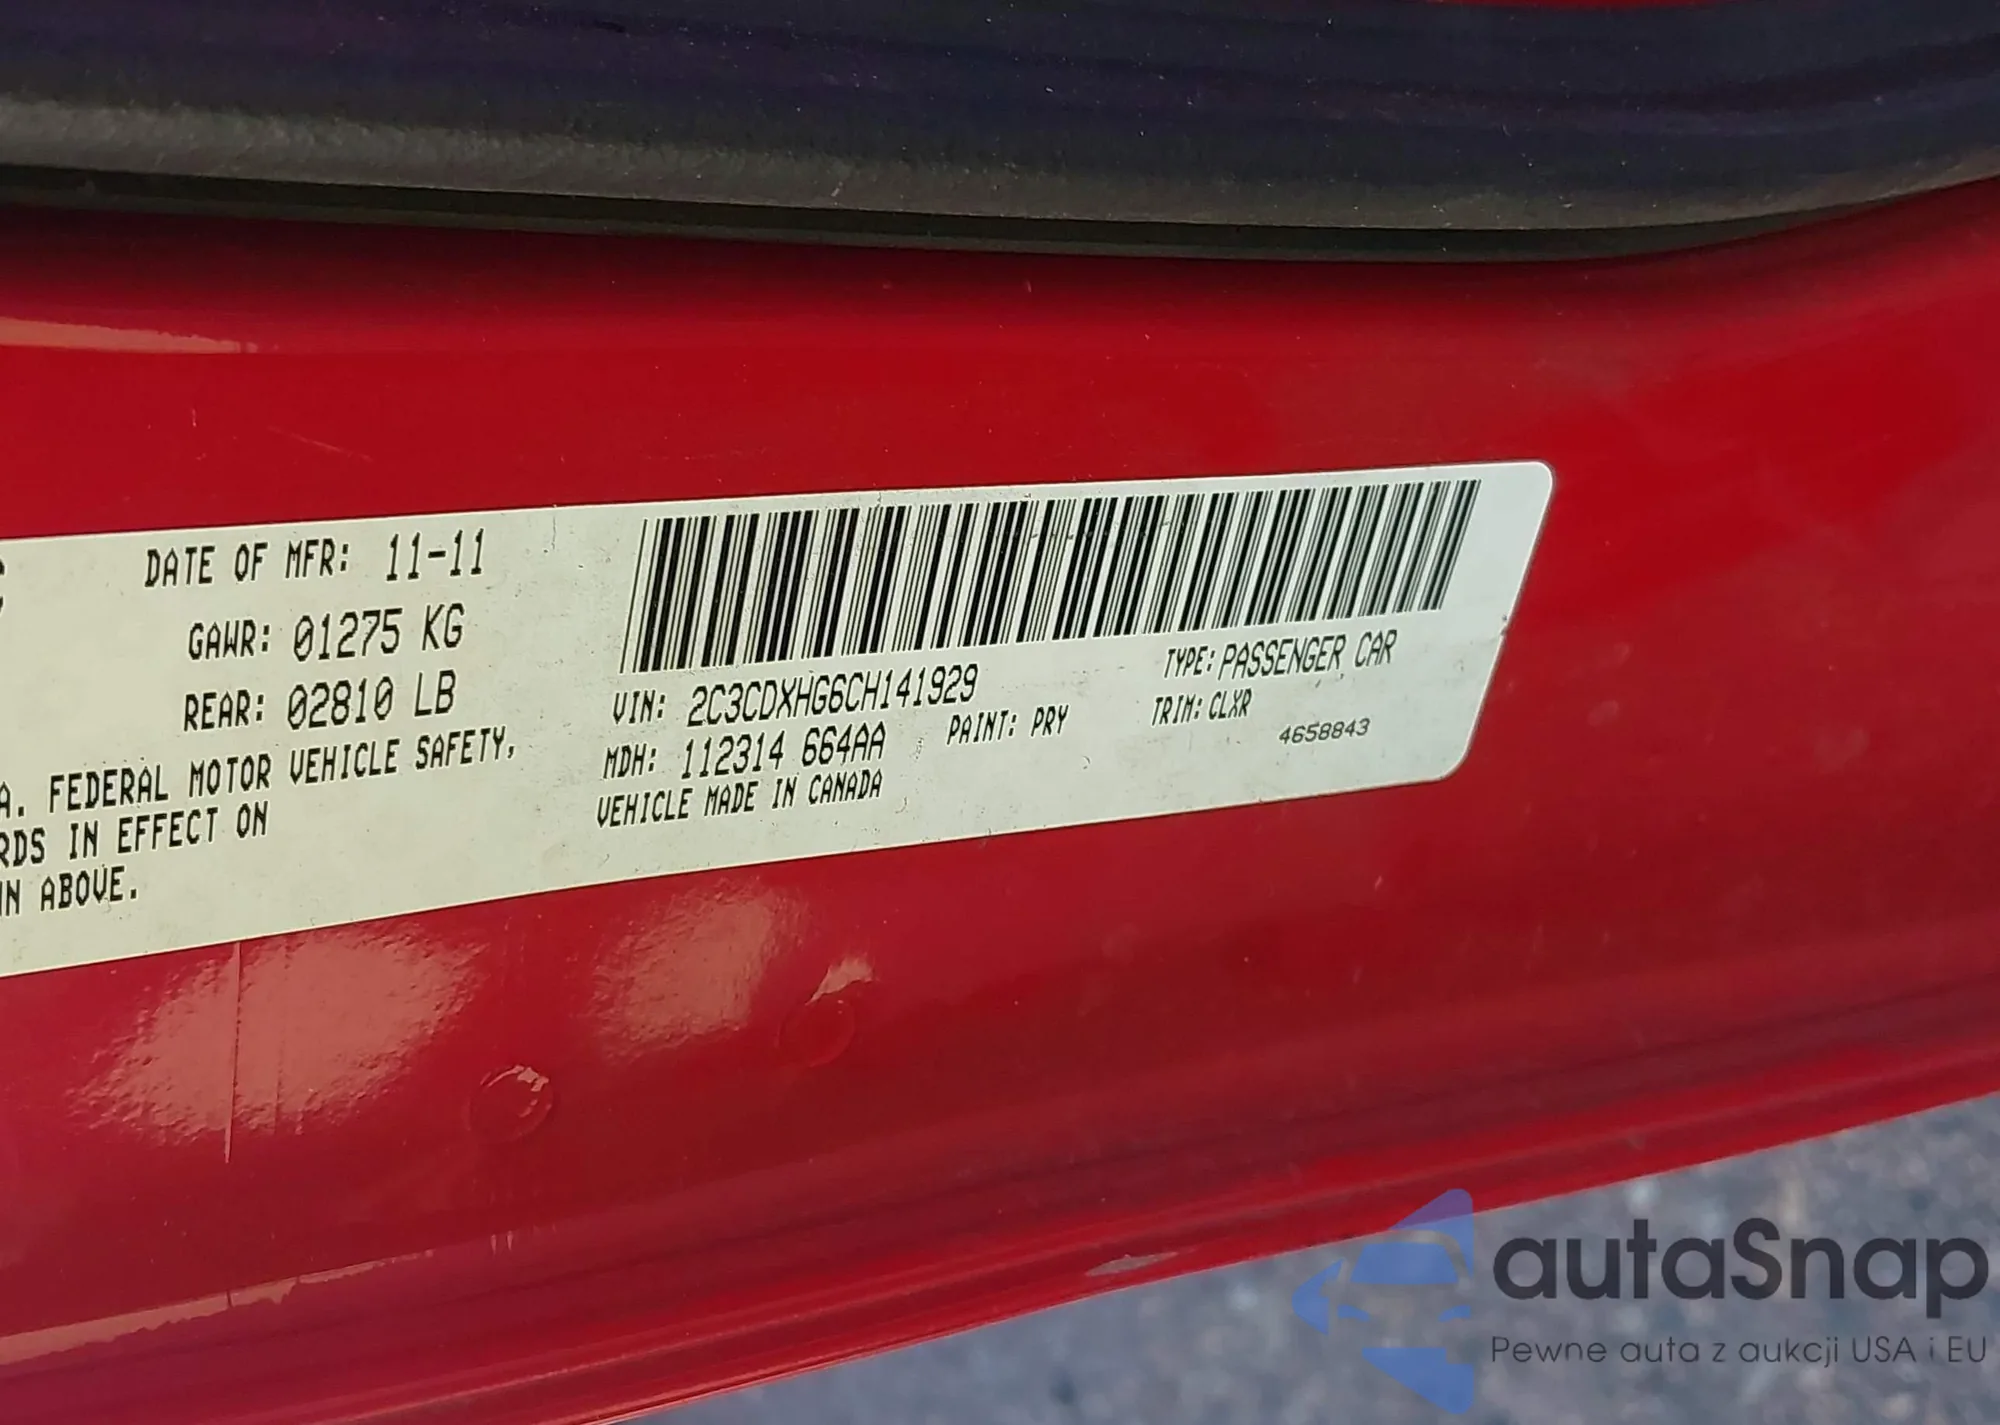 DATE OF MFR: 11-11
GAWR: 01275 KG
REAR: 02810 LB
A. FEDERAL MOTOR VEHICLE SAFETY,
RDS IN EFFECT ON
IN ABOVE.
VIN: 2C3CDXHG6CH141929
TYPE: PASSENGER CAR
MDH: 112314 664AA
PAINT: PRY
TRIM: CLXR
VEHICLE MADE IN CANADA
4658843
autaSnap
Pewne auta z aukcji USA i EU